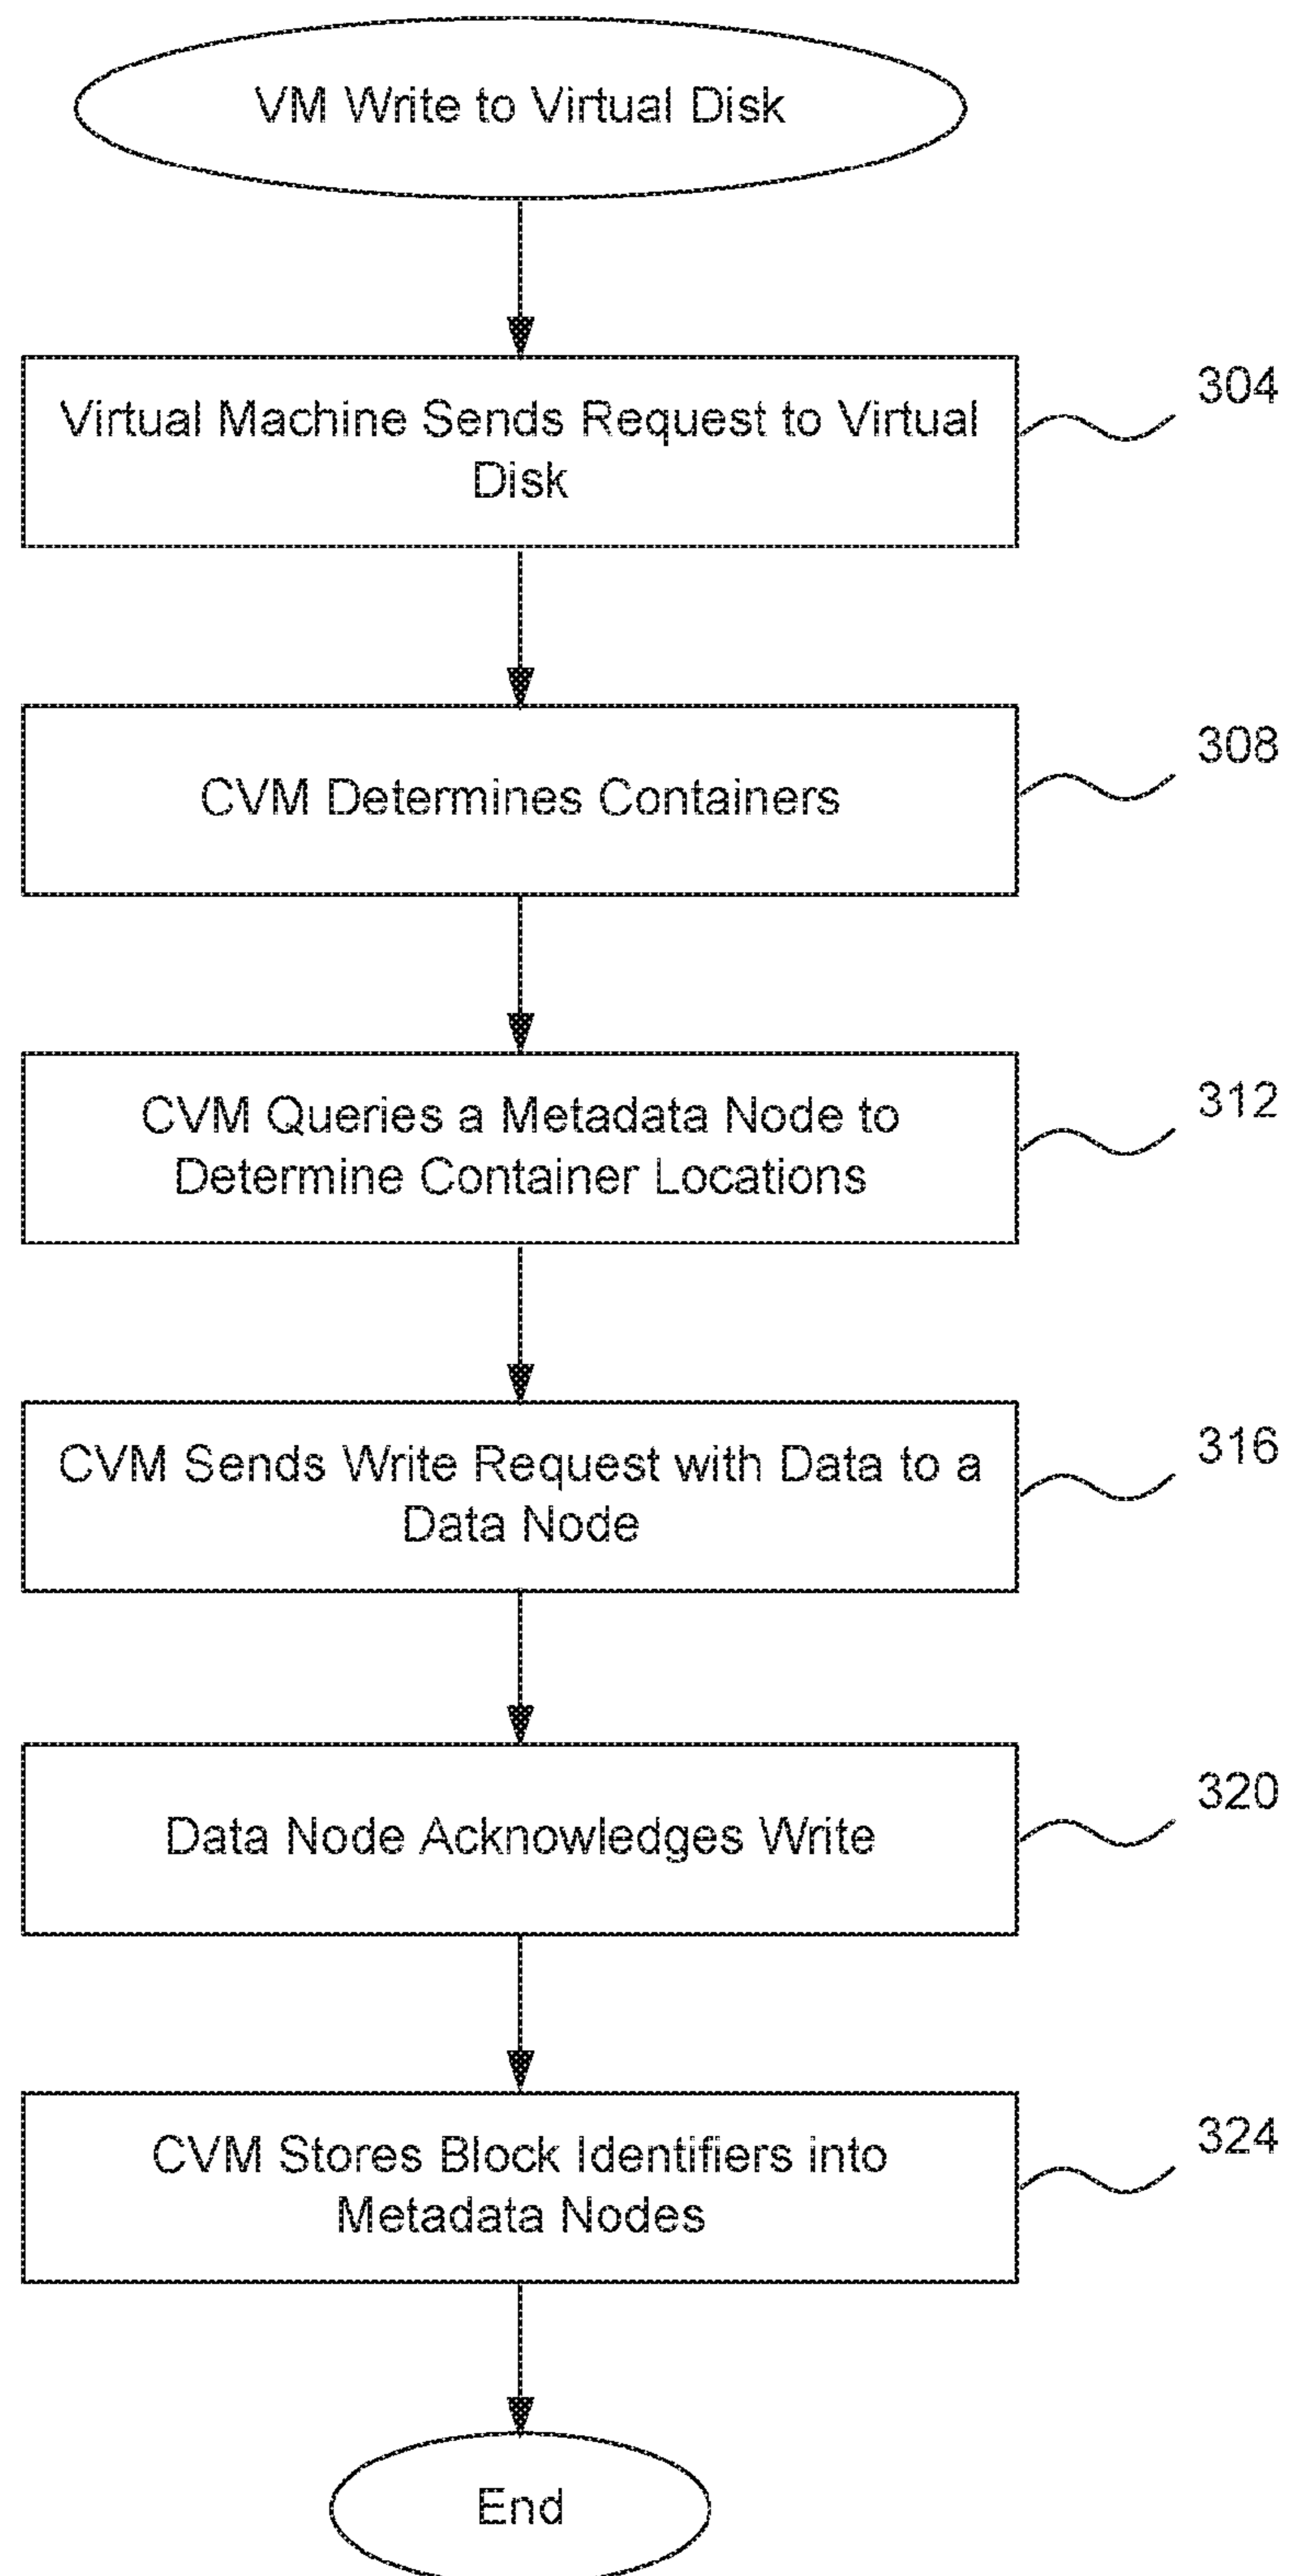 VM Write to Virtual Disk
304
Virtual Machine Sends Request to Virtual
Disk
308
CVM Determines Containers
312
CVM Queries a Metadata Node to
Determine Container Locations
316
CVM Sends Write Request with Data to a
Data Node
320
Data Node Acknowledges Write
324
CVM Stores Block Identifiers into
Metadata Nodes
End